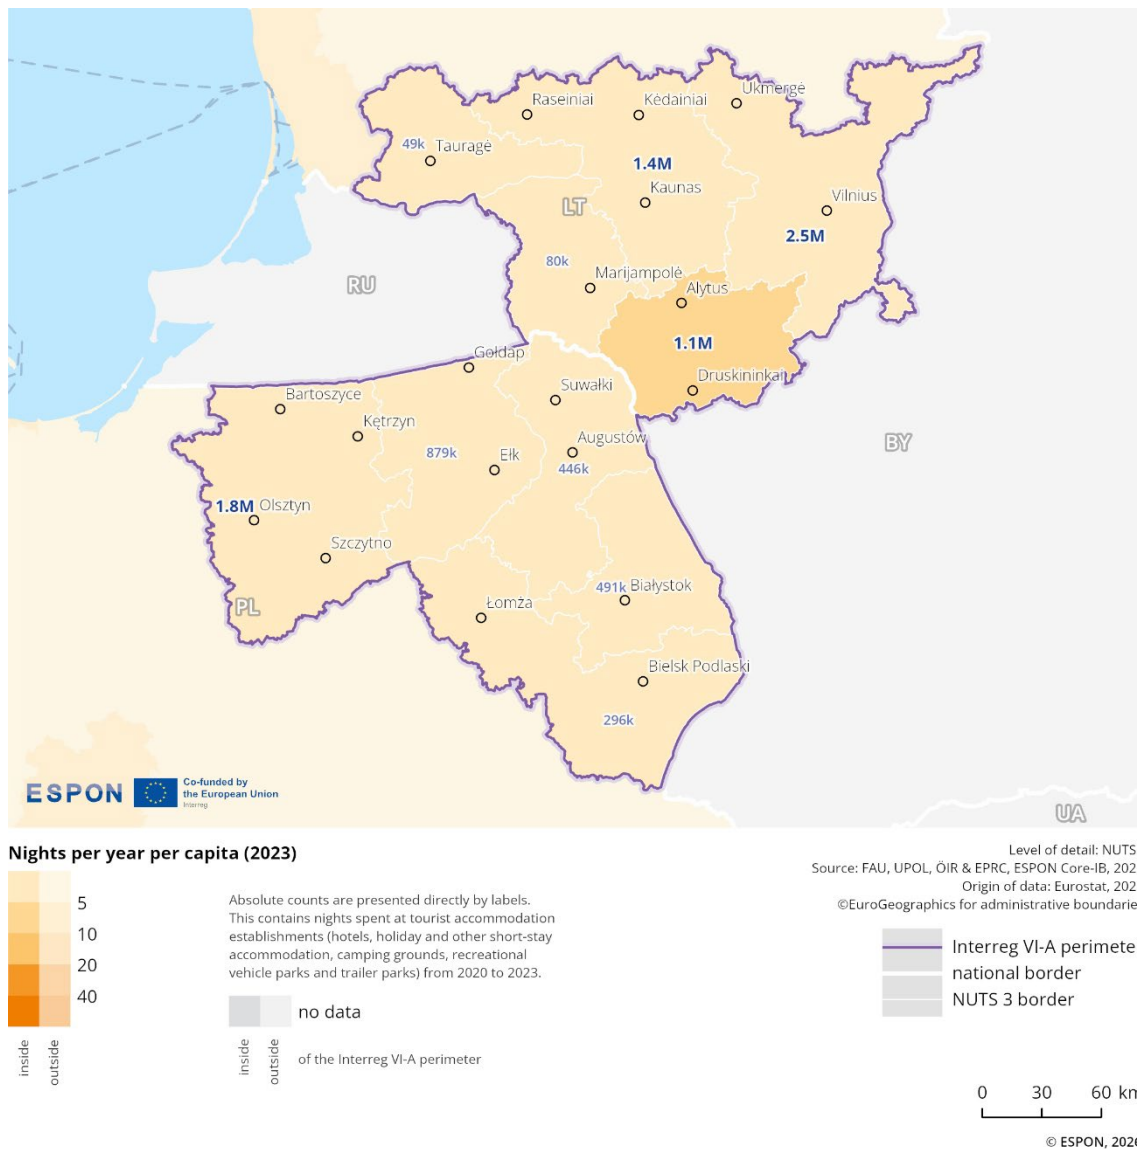 Ukmergė
Raseiniai
Kėdainiai
49k
Tauragė
1.4M
Kaunas
Vilnius
LT
2.5M
80k
Marijampolė
RU
Alytus
1.1M
Gołdap
Druskininkai
Suwałki
Bartoszyce
Kętrzyn
Augustów
BY
879k
Ełk
446k
1.8M Olsztyn
Szczytno
491k Białystok
PL
Łomża
Bielsk Podlaski
296k
ESPON
Co-funded by
the European Union
Interreg
UA
Nights per year per capita (2023)
5
10
20
40
inside
outside
Absolute counts are presented directly by labels.
This contains nights spent at tourist accommodation
establishments (hotels, holiday and other short-stay
accommodation, camping grounds, recreational
vehicle parks and trailer parks) from 2020 to 2023.
no data
inside
outside
of the Interreg VI-A perimeter
Level of detail: NUTS
Source: FAU, UPOL, ÖIR & EPRC, ESPON Core-IB, 202
Origin of data: Eurostat, 202
©EuroGeographics for administrative boundarie
Interreg VI-A perimete
national border
NUTS 3 border
0 30 60 km
© ESPON, 2026